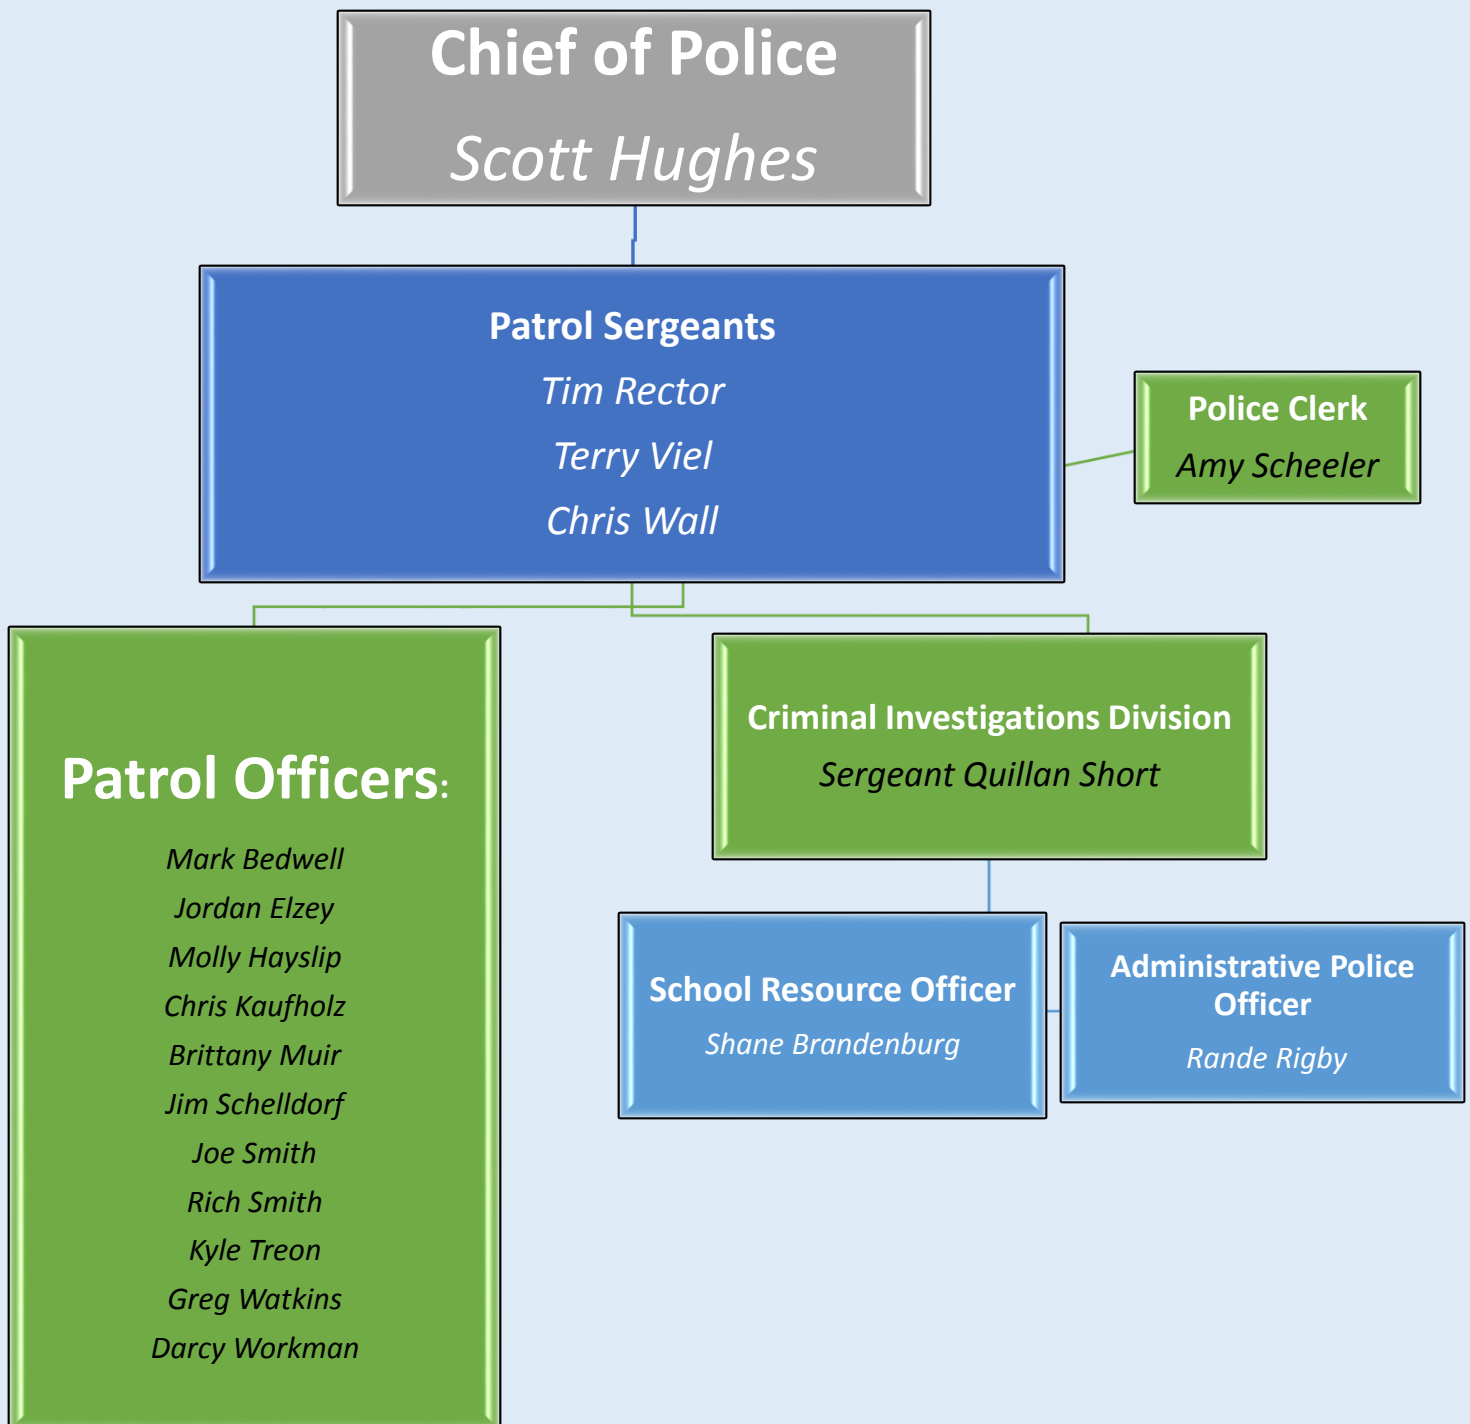 Chief of Police
Scott Hughes
Patrol Sergeants
Tim Rector
Terry Viel
Chris Wall
Police Clerk
Amy Scheeler
Patrol Officers:
Mark Bedwell
Jordan Elzey
Molly Hayslip
Chris Kaufholz
Brittany Muir
Jim Schelldorf
Joe Smith
Rich Smith
Kyle Treon
Greg Watkins
Darcy Workman
Criminal Investigations Division
Sergeant Quillan Short
School Resource Officer
Shane Brandenburg
Administrative Police
Officer
Rande Rigby